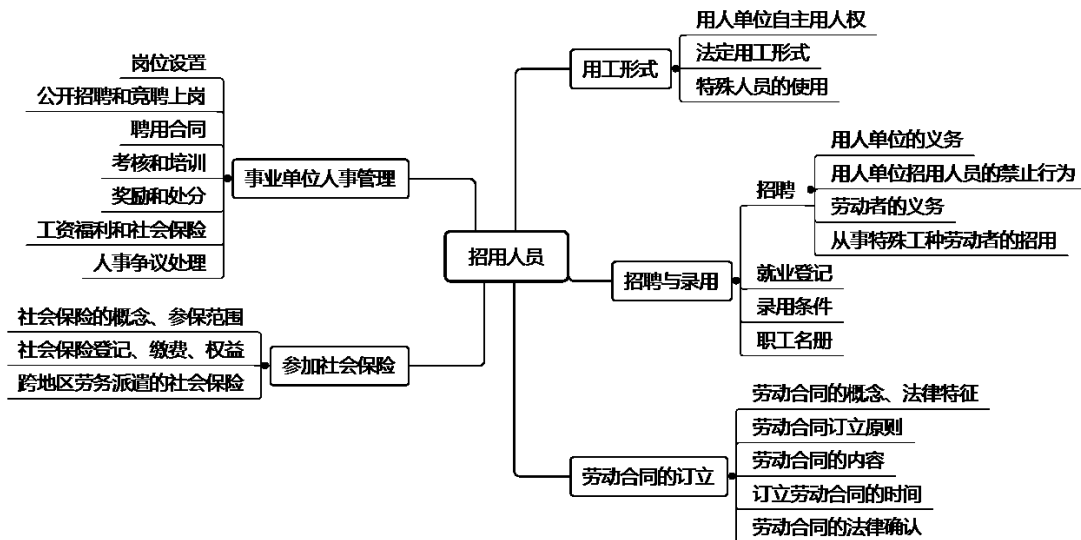 招用人员
用工形式
用人单位自主用人权
法定用工形式
特殊人员的使用
招聘与录用
招聘
用人单位的义务
用人单位招用人员的禁止行为
劳动者的义务
从事特殊工种劳动者的招用
就业登记
录用条件
职工名册
劳动合同的订立
劳动合同的概念、法律特征
劳动合同订立原则
劳动合同的内容
订立劳动合同的时间
劳动合同的法律确认
事业单位人事管理
岗位设置
公开招聘和竞聘上岗
聘用合同
考核和培训
奖励和处分
工资福利和社会保险
人事争议处理
参加社会保险
社会保险的概念、参保范围
社会保险登记、缴费、权益
跨地区劳务派遣的社会保险